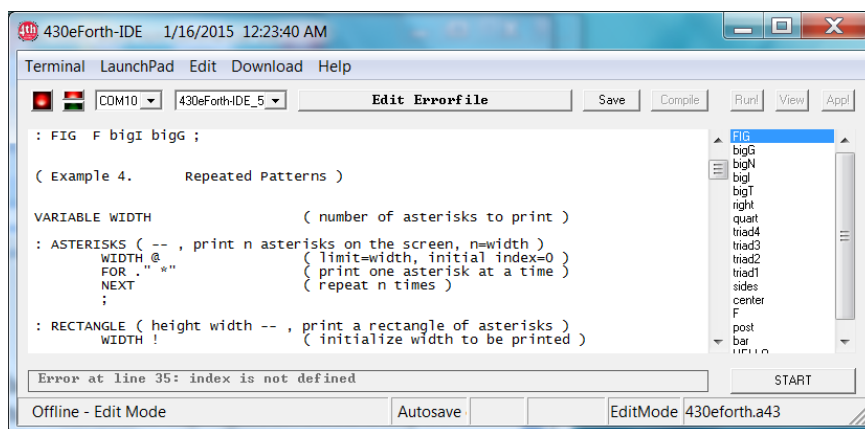 4th 430eForth-IDE 1/16/2015 12:23:40 AM
Terminal LaunchPad Edit Download Help
COM10 430eForth-IDE_5 Edit Errorfile Save Compile Run! View Appl
: FIG F bigI bigG ;
( Example 4. Repeated Patterns )
VARIABLE WIDTH ( number of asterisks to print )
: ASTERISKS ( -- , print n asterisks on the screen, n=width )
WIDTH @ ( limit=width, initial index=0 )
FOR ." *" ( print one asterisk at a time )
NEXT ( repeat n times )
;
: RECTANGLE ( height width -- , print a rectangle of asterisks )
WIDTH ! ( initialize width to be printed )
FIG
bigG
bigN
bigI
bigT
right
quart
triad4
triad3
triad2
triad1
sides
center
F
post
bar
HELLO
Error at line 35: index is not defined
START
Offline - Edit Mode Autosave EditMode 430eforth.a43